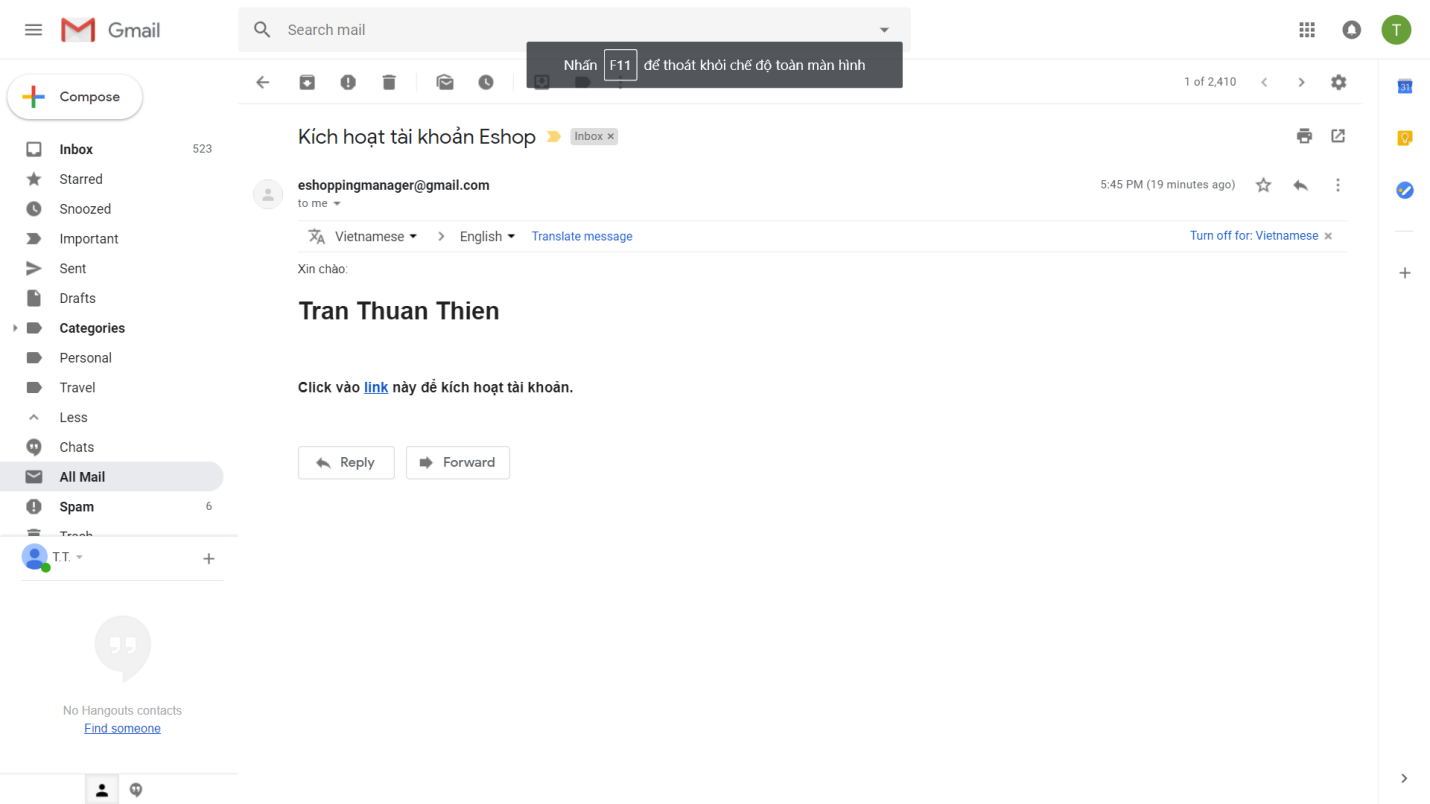 Gmail
Search mail
Nhấn F11 để thoát khỏi chế độ toàn màn hình
T
Compose
1 of 2,410
31
Kích hoạt tài khoản Eshop
Inbox ×
Inbox 523
Starred
Snoozed
Important
Sent
Drafts
Categories
Personal
Travel
Less
Chats
All Mail
Spam 6
Trash
eshoppingmanager@gmail.com
5:45 PM (19 minutes ago)
to me
Vietnamese > English Translate message
Turn off for: Vietnamese ×
Xin chào:
Tran Thuan Thien
Click vào link này để kích hoạt tài khoản.
Reply
Forward
T.T.
No Hangouts contacts
Find someone